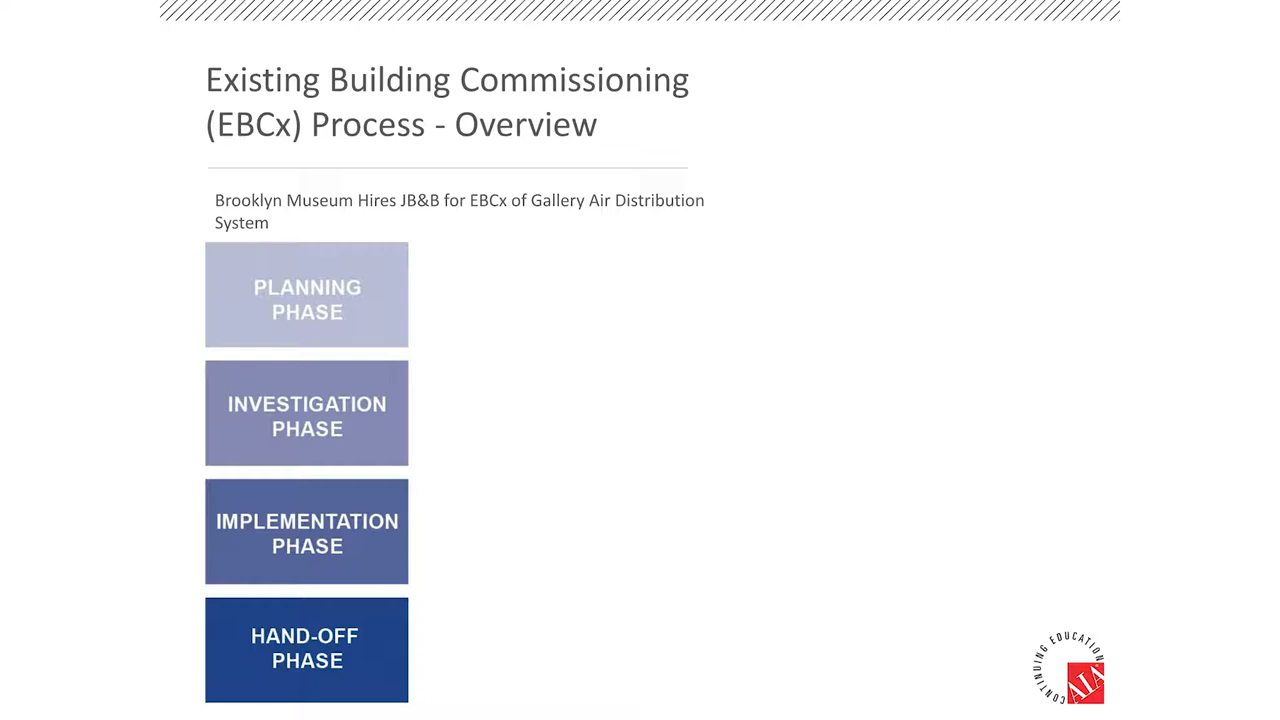 Existing Building Commissioning
(EBCx) Process - Overview
Brooklyn Museum Hires JB&B for EBCx of Gallery Air Distribution
System
PLANNING
PHASE
INVESTIGATION
PHASE
IMPLEMENTATION
PHASE
HAND-OFF
PHASE
CONTINUING EDUCATION
AIA